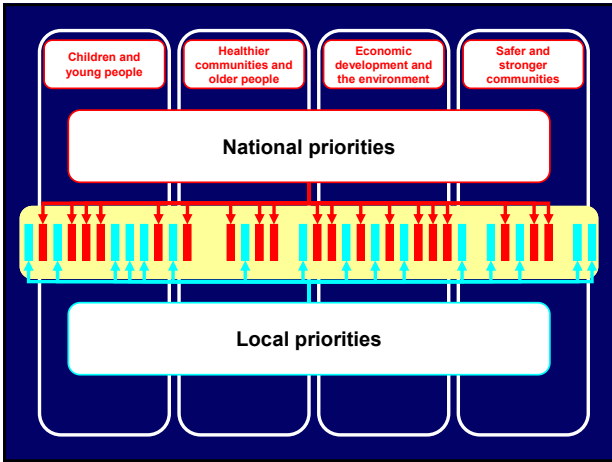 Children and
young people
Healthier
communities and
older people
Economic
development and
the environment
Safer and
stronger
communities
National priorities
Local priorities